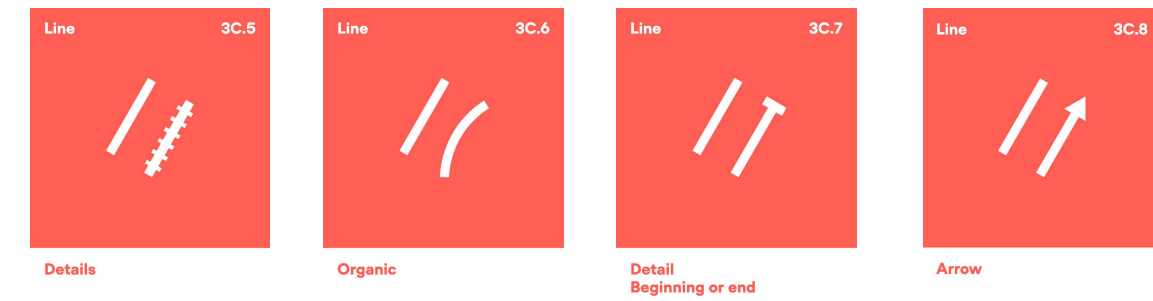 Line 3C.5
Details
Line 3C.6
Organic
Line 3C.7
Detail
Beginning or end
Line 3C.8
Arrow